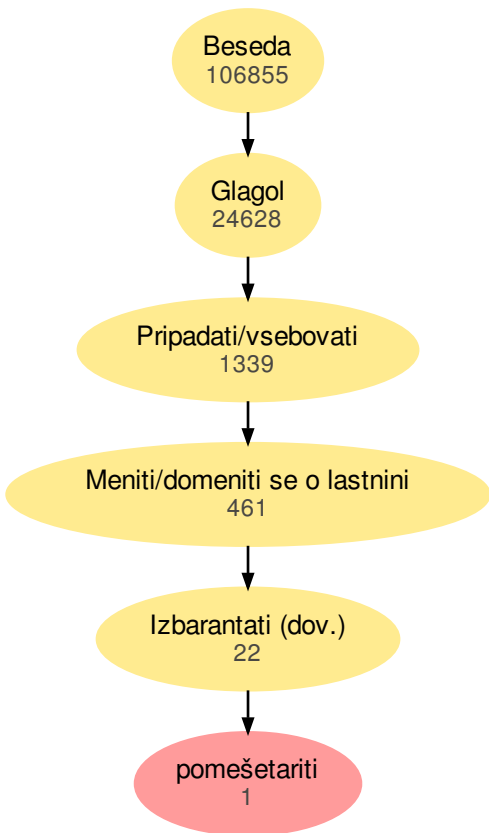 Beseda
106855
Glagol
24628
Pripadati/vsebovati
1339
Meniti/domeniti se o lastnini
461
Izbarantati (dov.)
22
pomešetariti
1